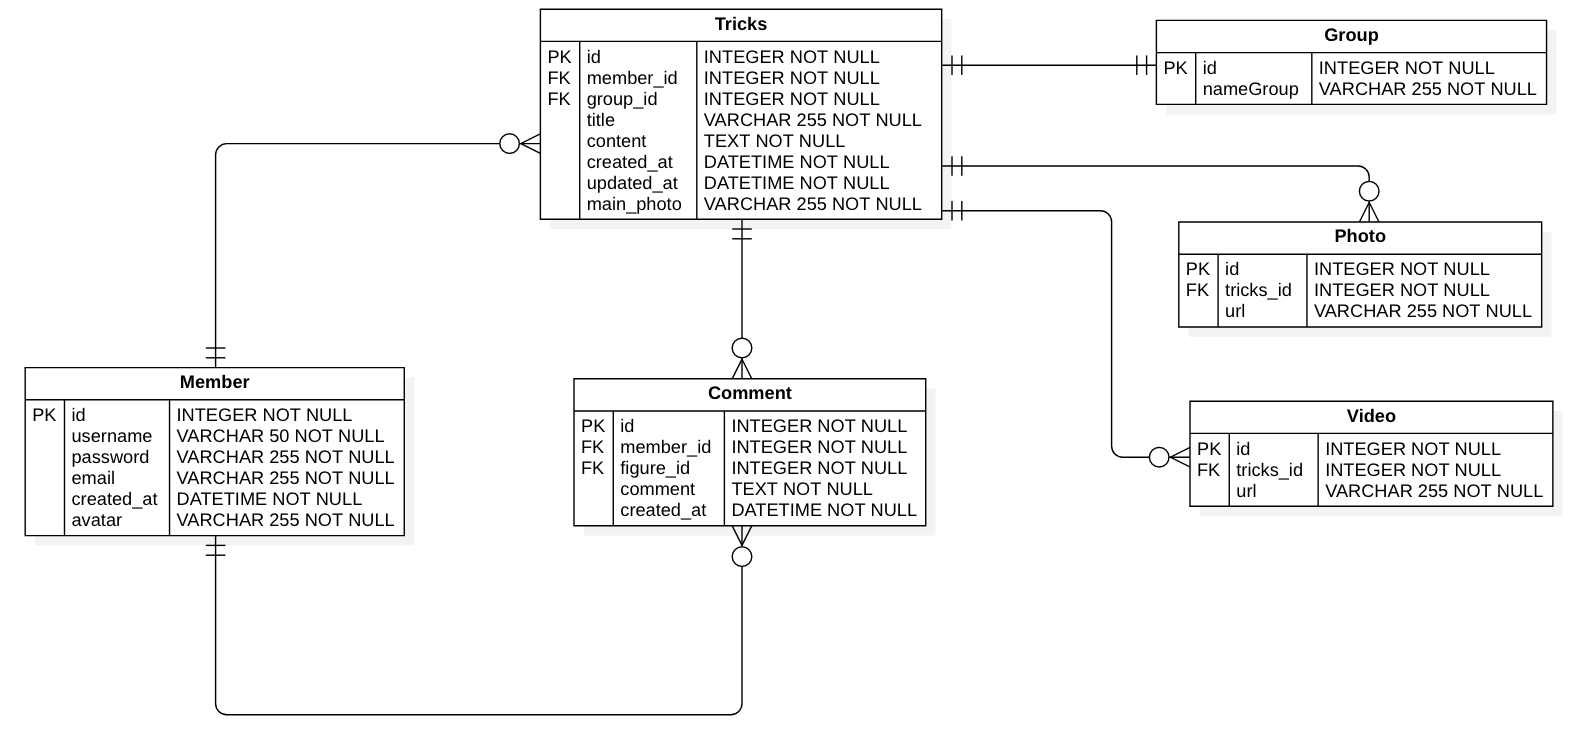 Tricks
PK id INTEGER NOT NULL
FK member_id INTEGER NOT NULL
FK group_id INTEGER NOT NULL
title VARCHAR 255 NOT NULL
content TEXT NOT NULL
created_at DATETIME NOT NULL
updated_at DATETIME NOT NULL
main_photo VARCHAR 255 NOT NULL
Group
PK id INTEGER NOT NULL
nameGroup VARCHAR 255 NOT NULL
Photo
PK id INTEGER NOT NULL
FK tricks_id INTEGER NOT NULL
url VARCHAR 255 NOT NULL
Member
PK id INTEGER NOT NULL
username VARCHAR 50 NOT NULL
password VARCHAR 255 NOT NULL
email VARCHAR 255 NOT NULL
created_at DATETIME NOT NULL
avatar VARCHAR 255 NOT NULL
Comment
PK id INTEGER NOT NULL
FK member_id INTEGER NOT NULL
FK figure_id INTEGER NOT NULL
comment TEXT NOT NULL
created_at DATETIME NOT NULL
Video
PK id INTEGER NOT NULL
FK tricks_id INTEGER NOT NULL
url VARCHAR 255 NOT NULL